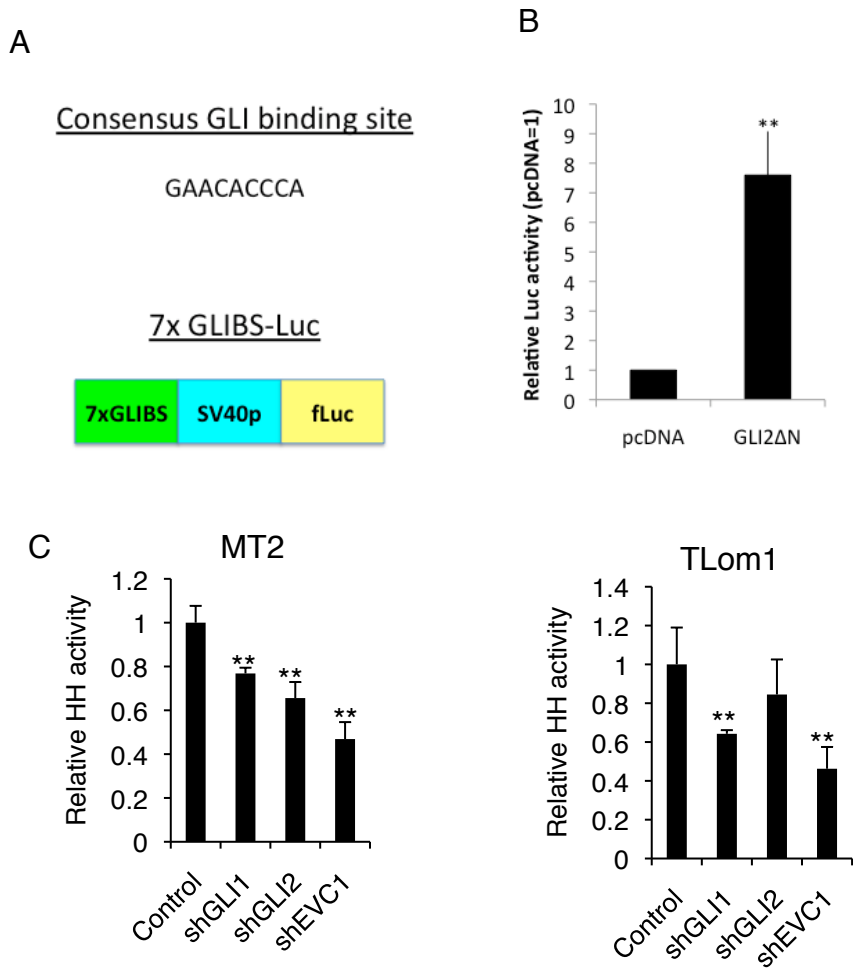 A
Consensus GLI binding site
GAACACCCA
7x GLIBS-Luc
7xGLIBS SV40p fLuc
B
Relative Luc activity (pcDNA=1)
10
9
8
7
6
5
4
3
2
1
0
**
pcDNA GLI2ΔN
C
MT2
Relative HH activity
1.2
1
0.8
0.6
0.4
0.2
0
**
**
**
Control shGLI1 shGLI2 shEVC1
TLom1
Relative HH activity
1.4
1.2
1
0.8
0.6
0.4
0.2
0
**
**
Control shGLI1 shGLI2 shEVC1